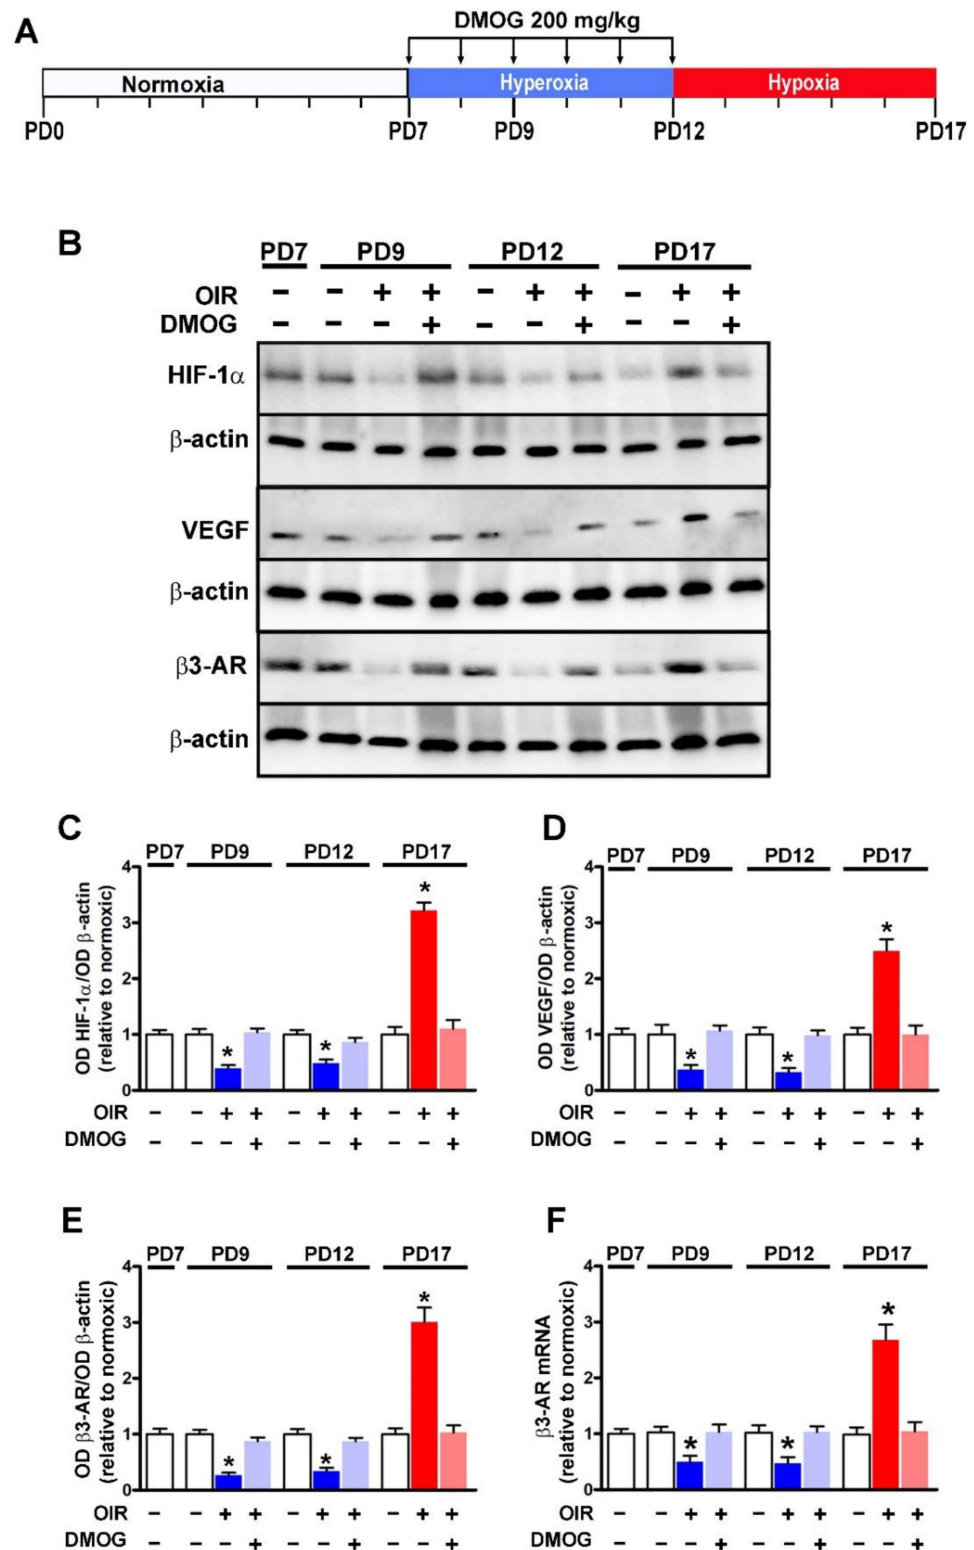 A
DMOG 200 mg/kg
Normoxia Hyperoxia Hypoxia
PD0 PD7 PD9 PD12 PD17
B
PD7 PD9 PD12 PD17
OIR – – + + – + + – + +
DMOG – – – + – – + – – +
HIF-1α
β-actin
VEGF
β-actin
β3-AR
β-actin
C
PD7 PD9 PD12 PD17
OD HIF-1α/OD β-actin
(relative to normoxic)
4
3
2
1
0
* * *
OIR – – + + – + + – + +
DMOG – – – + – – + – – +
D
PD7 PD9 PD12 PD17
OD VEGF/OD β-actin
(relative to normoxic)
4
3
2
1
0
* * *
OIR – – + + – + + – + +
DMOG – – – + – – + – – +
E
PD7 PD9 PD12 PD17
OD β3-AR/OD β-actin
(relative to normoxic)
4
3
2
1
0
* * *
OIR – – + + – + + – + +
DMOG – – – + – – + – – +
F
PD7 PD9 PD12 PD17
β3-AR mRNA
(relative to normoxic)
4
3
2
1
0
* * *
OIR – – + + – + + – + +
DMOG – – – + – – + – – +